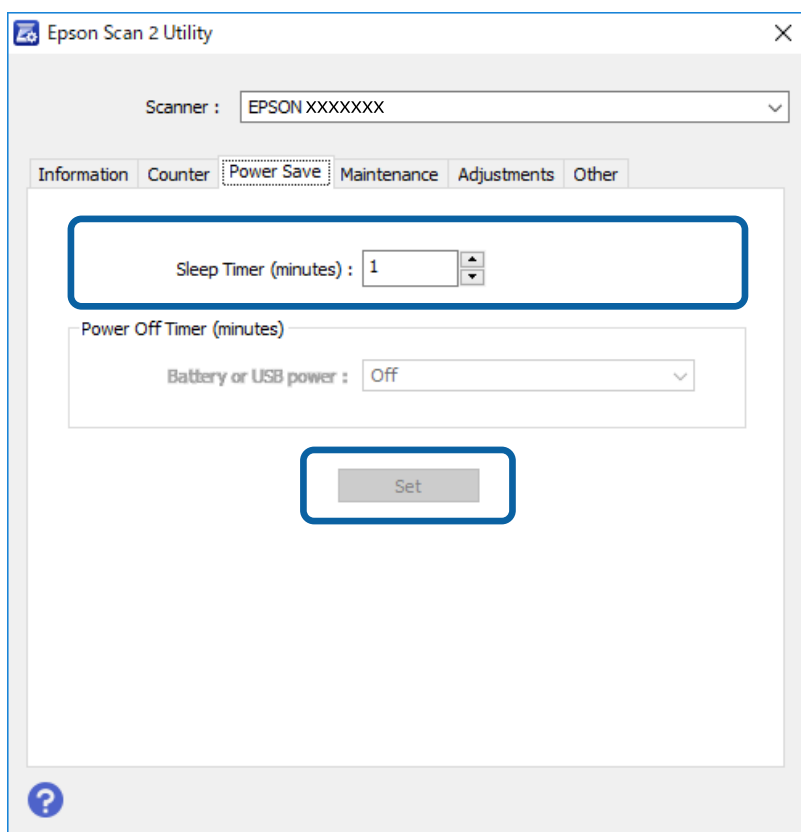 Epson Scan 2 Utility
Scanner : EPSON XXXXXXX
Information Counter Power Save Maintenance Adjustments Other
Sleep Timer (minutes) : 1
Power Off Timer (minutes)
Battery or USB power : Off
Set
?